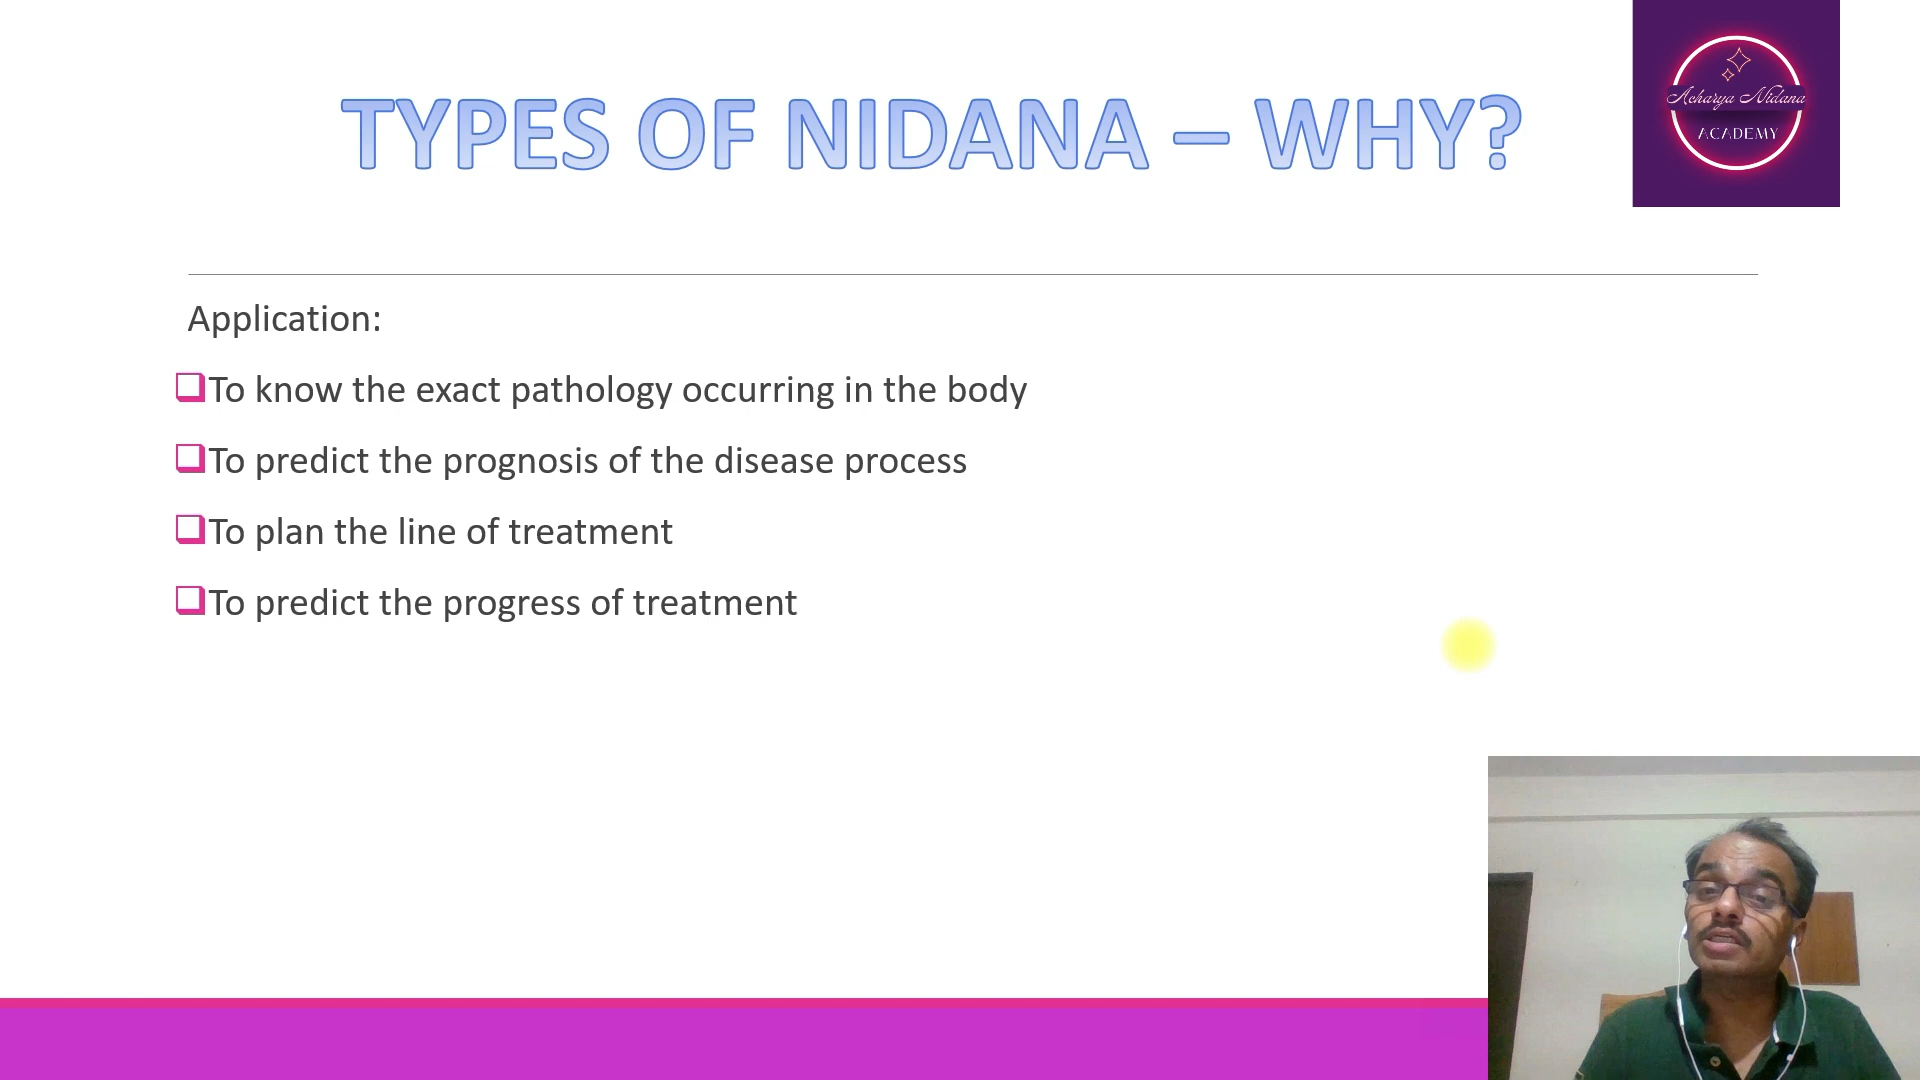 TYPES OF NIDANA – WHY?
Acharya Nidana
ACADEMY
Application:
To know the exact pathology occurring in the body
To predict the prognosis of the disease process
To plan the line of treatment
To predict the progress of treatment